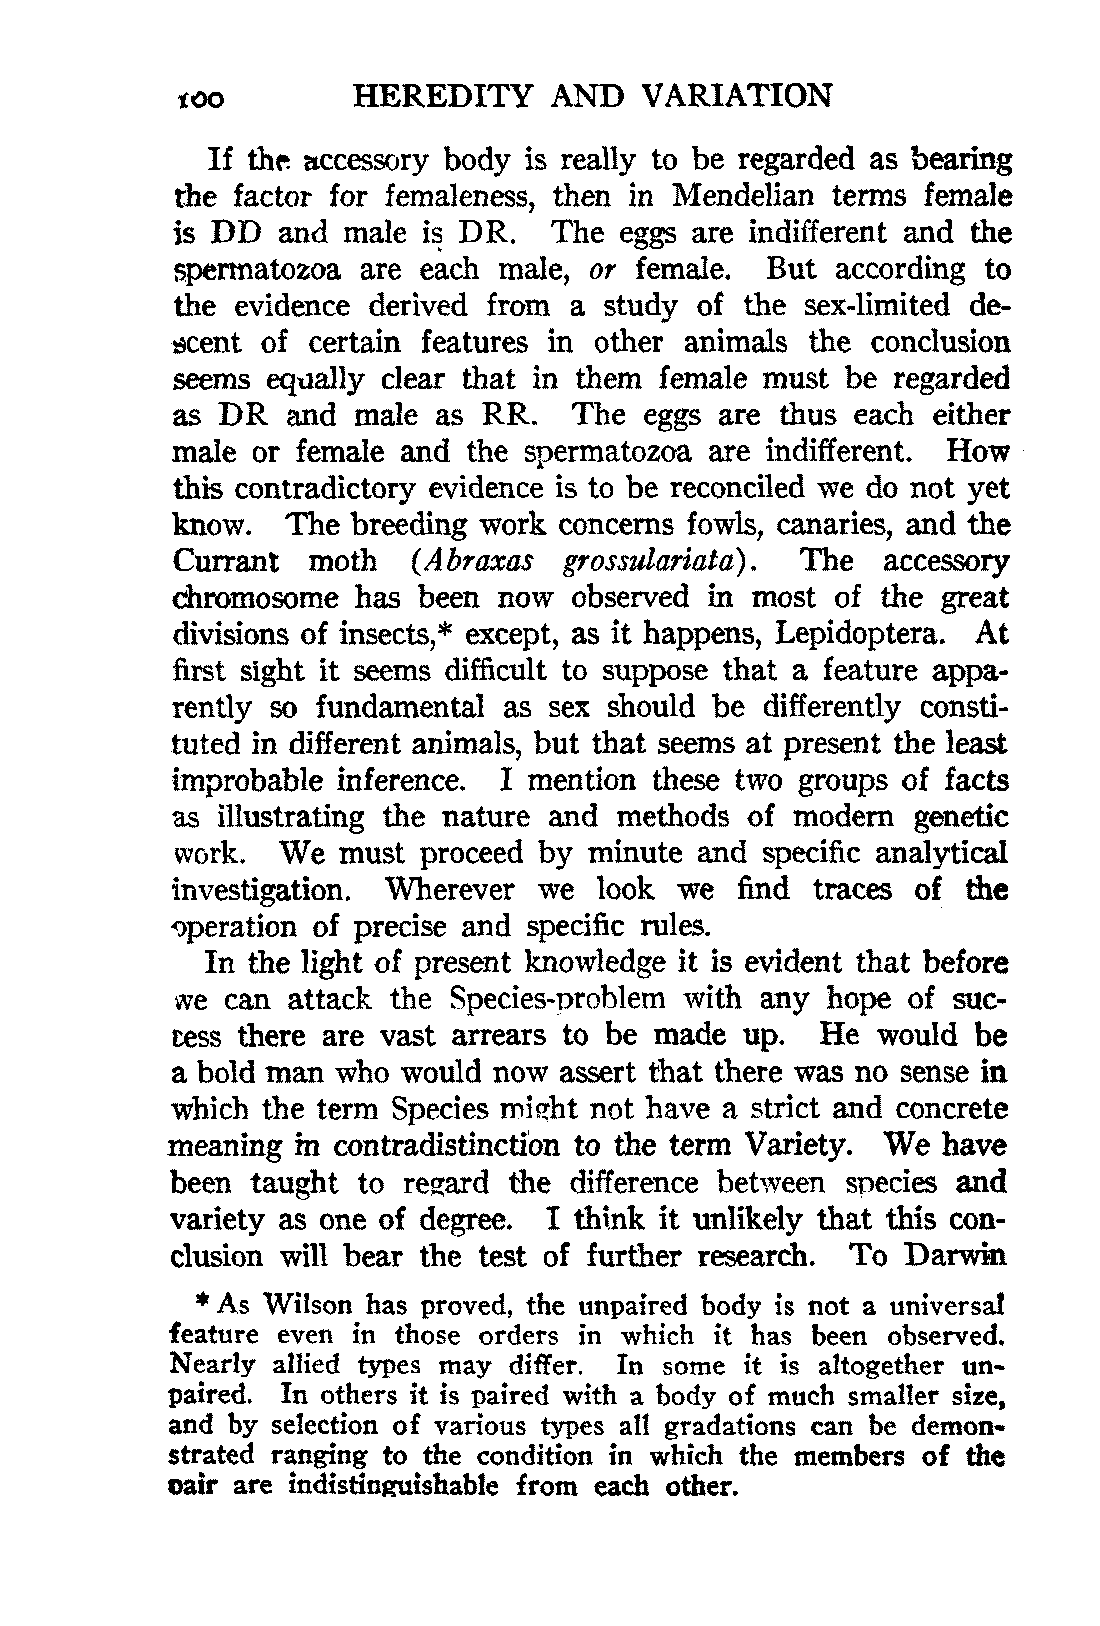 100 HEREDITY AND VARIATION
If the accessory body is really to be regarded as bearing
the factor for femaleness, then in Mendelian terms female
is DD and male is DR. The eggs are indifferent and the
spermatozoa are each male, or female. But according to
the evidence derived from a study of the sex-limited de-
scent of certain features in other animals the conclusion
seems equally clear that in them female must be regarded
as DR and male as RR. The eggs are thus each either
male or female and the spermatozoa are indifferent. How
this contradictory evidence is to be reconciled we do not yet
know. The breeding work concerns fowls, canaries, and the
Currant moth (Abraxas grossulariata). The accessory
chromosome has been now observed in most of the great
divisions of insects,* except, as it happens, Lepidoptera. At
first sight it seems difficult to suppose that a feature appa-
rently so fundamental as sex should be differently consti-
tuted in different animals, but that seems at present the least
improbable inference. I mention these two groups of facts
as illustrating the nature and methods of modern genetic
work. We must proceed by minute and specific analytical
investigation. Wherever we look we find traces of the
operation of precise and specific rules.
In the light of present knowledge it is evident that before
we can attack the Species-problem with any hope of suc-
cess there are vast arrears to be made up. He would be
a bold man who would now assert that there was no sense in
which the term Species might not have a strict and concrete
meaning in contradistinction to the term Variety. We have
been taught to regard the difference between species and
variety as one of degree. I think it unlikely that this con-
clusion will bear the test of further research. To Darwin
* As Wilson has proved, the unpaired body is not a universal
feature even in those orders in which it has been observed.
Nearly allied types may differ. In some it is altogether un-
paired. In others it is paired with a body of much smaller size,
and by selection of various types all gradations can be demon-
strated ranging to the condition in which the members of the
pair are indistinguishable from each other.